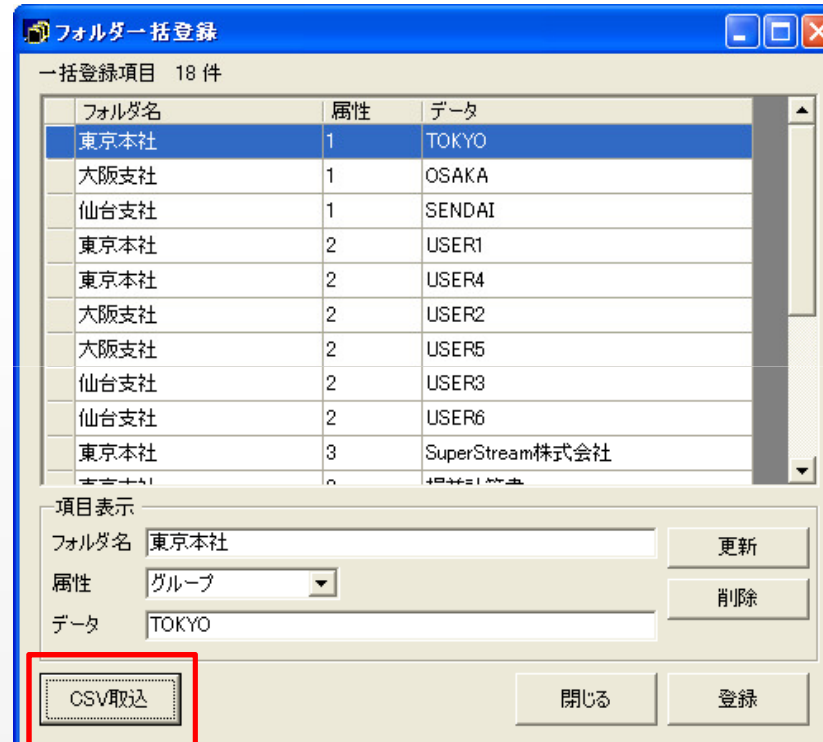 フォルダー括登録
一括登録項目 18 件
フォルダ名 属性 データ
東京本社 1 TOKYO
大阪支社 1 OSAKA
仙台支社 1 SENDAI
東京本社 2 USER1
東京本社 2 USER4
大阪支社 2 USER2
大阪支社 2 USER5
仙台支社 2 USER3
仙台支社 2 USER6
東京本社 3 SuperStream株式会社
項目表示
フォルダ名 東京本社 更新
属性 グループ 削除
データ TOKYO
CSV取込 閉じる 登録